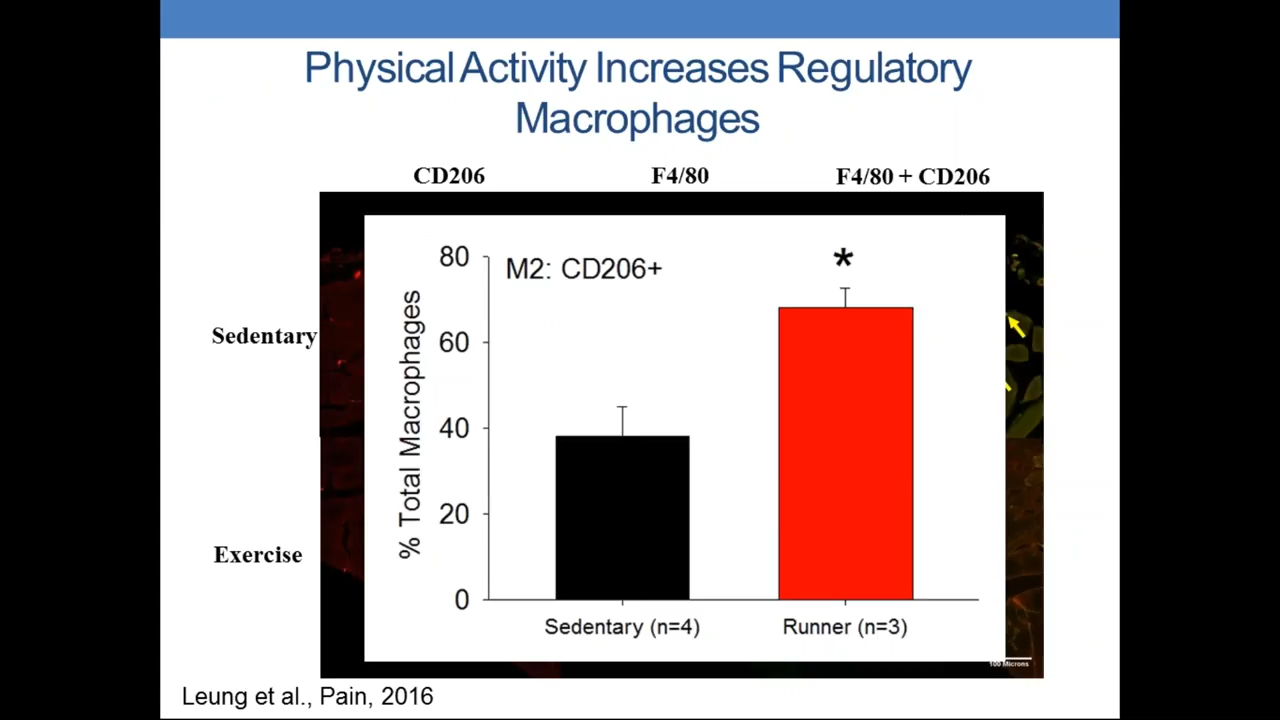 Physical Activity Increases Regulatory
Macrophages
CD206
F4/80
F4/80 + CD206
Sedentary
Exercise
% Total Macrophages
80
60
40
20
0
M2: CD206+
*
Sedentary (n=4)
Runner (n=3)
100 Microns
Leung et al., Pain, 2016